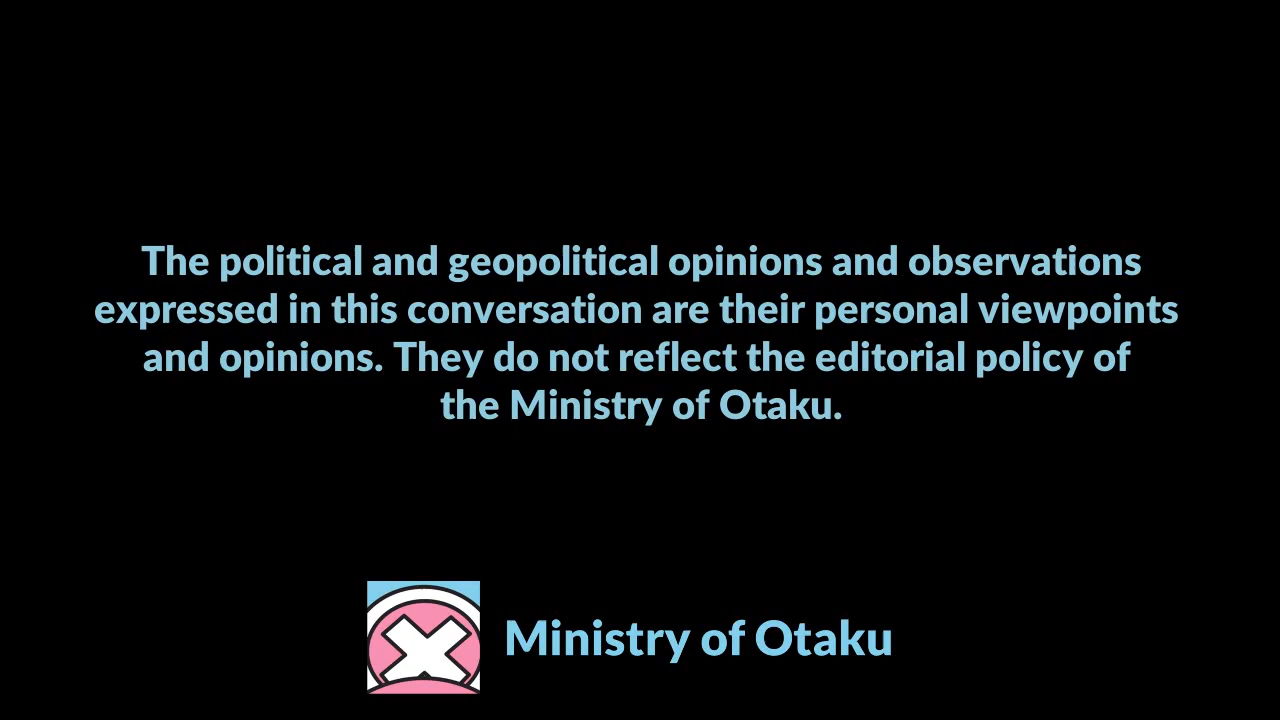 The political and geopolitical opinions and observations
expressed in this conversation are their personal viewpoints
and opinions. They do not reflect the editorial policy of
the Ministry of Otaku.
Ministry of Otaku